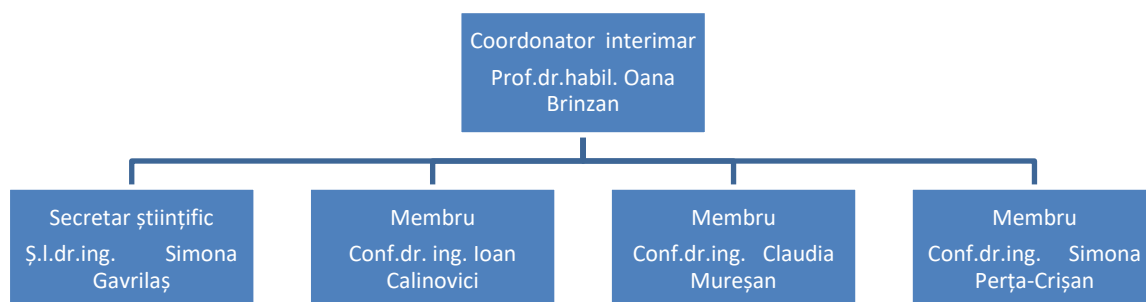 Coordonator interimar
Prof.dr.habil. Oana
Brinzan
Secretar științific
Ș.l.dr.ing. Simona
Gavrilaș
Membru
Conf.dr. ing. Ioan
Calinovici
Membru
Conf.dr.ing. Claudia
Mureșan
Membru
Conf.dr.ing. Simona
Perța-Crișan